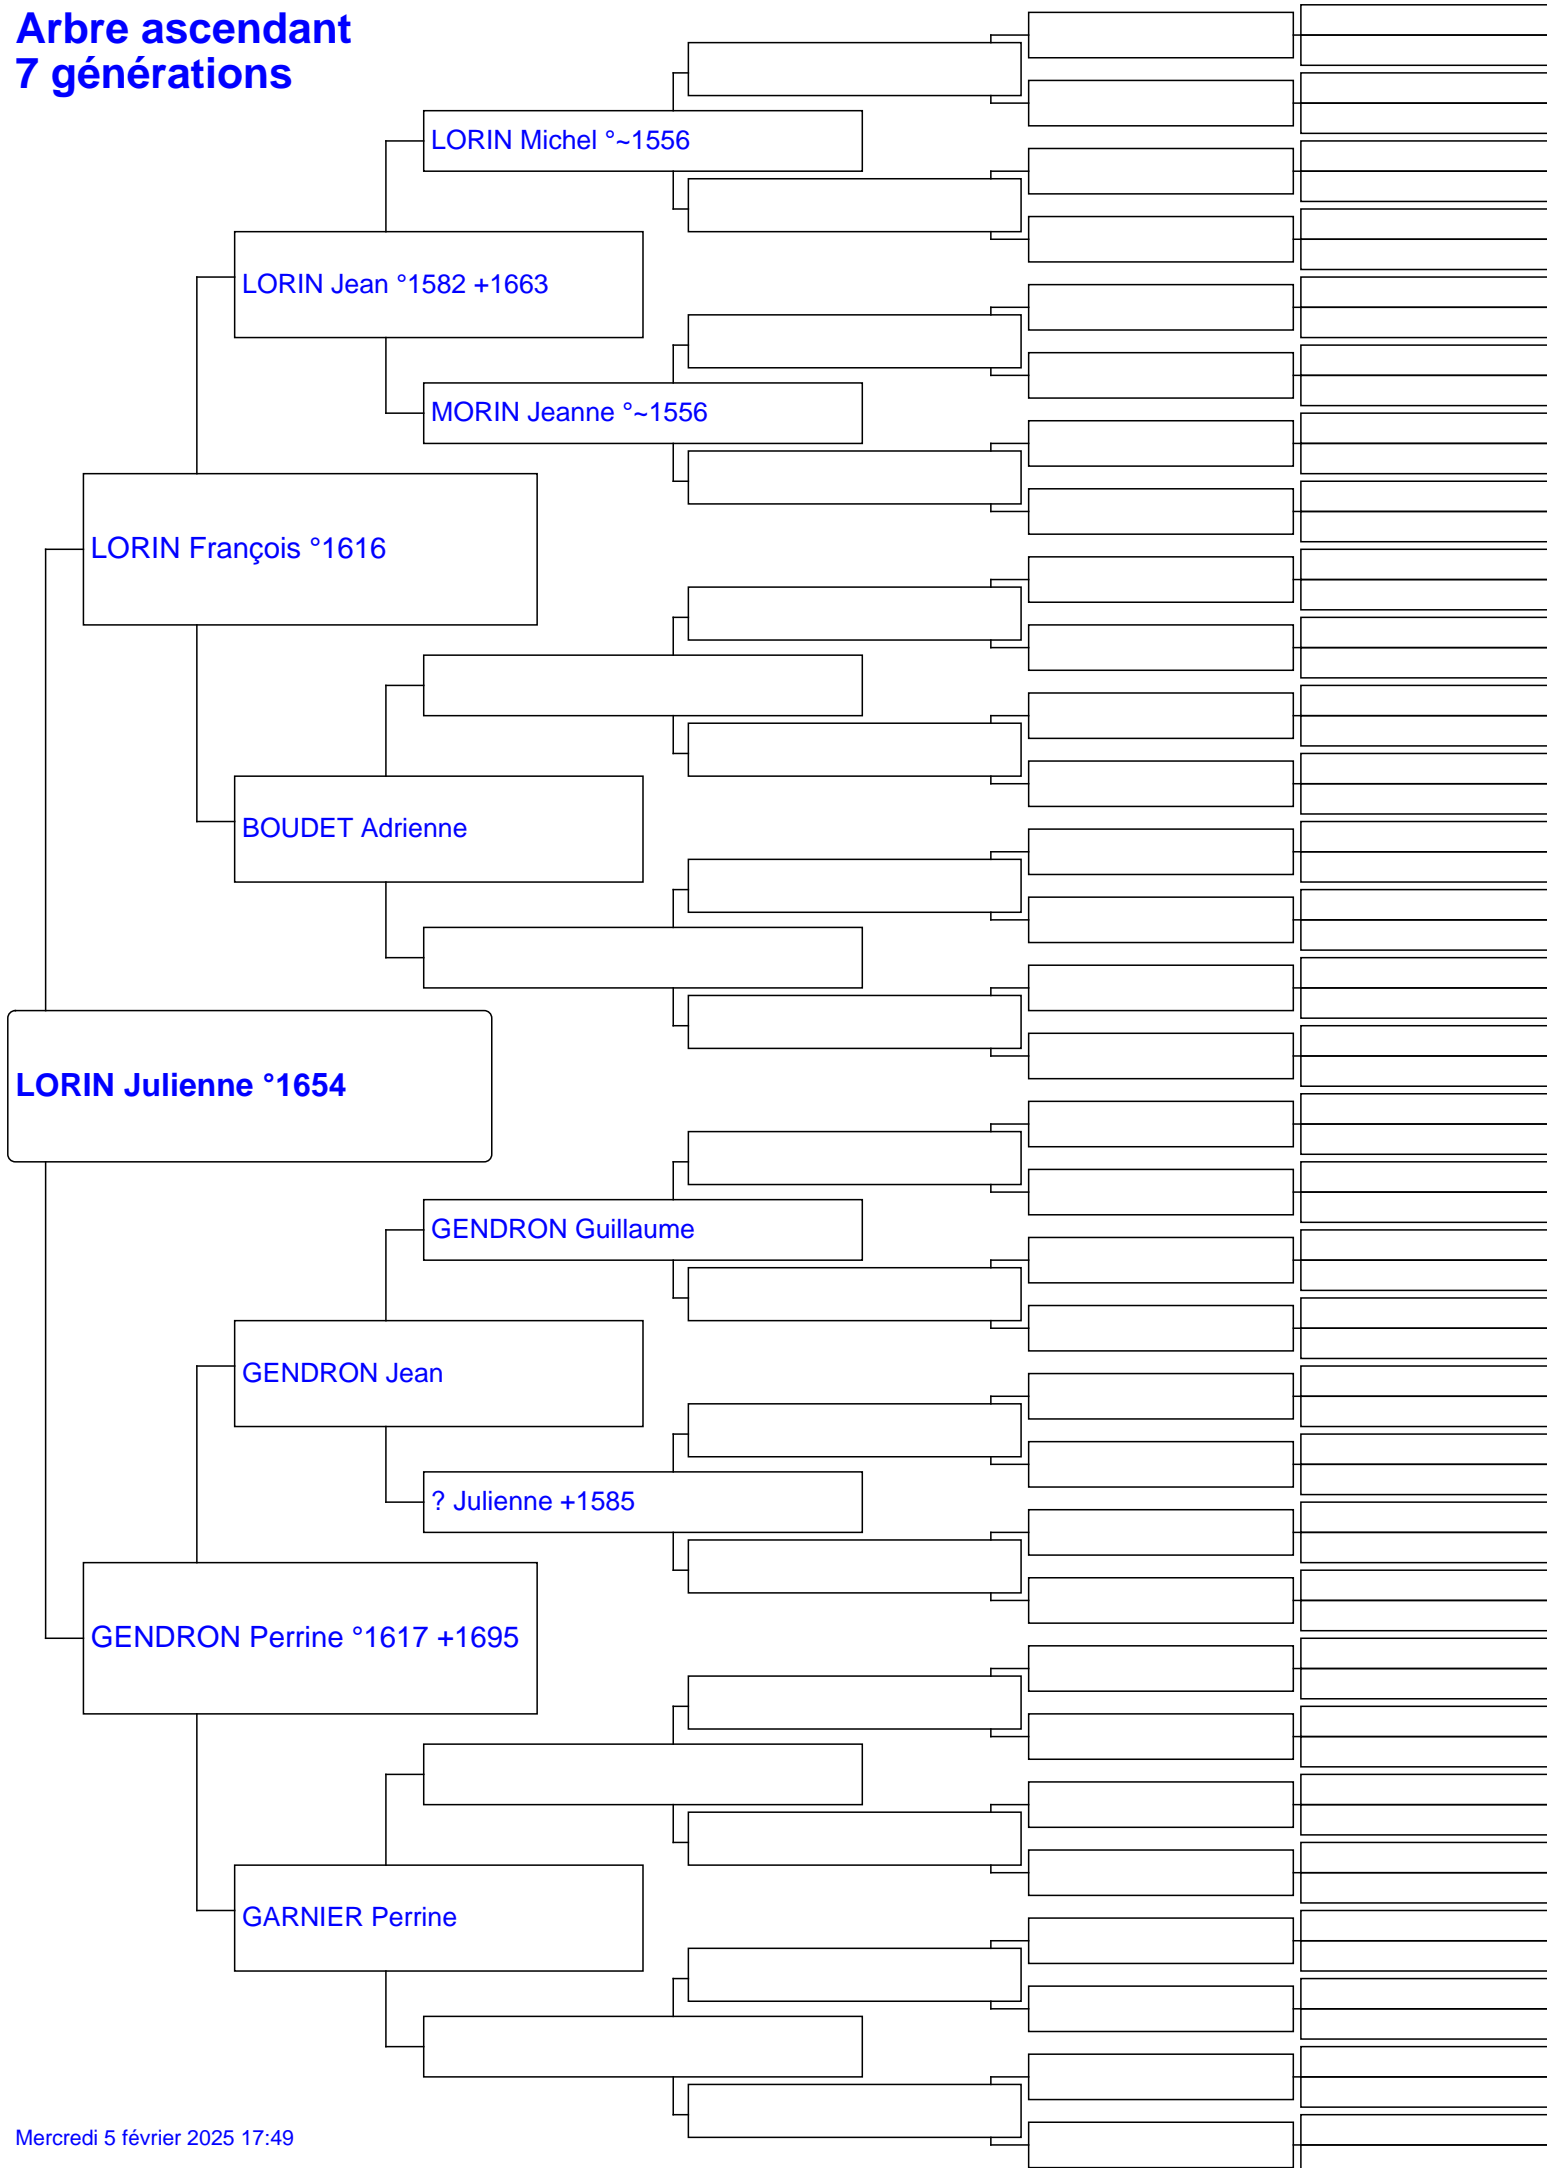 Arbre ascendant
7 générations
LORIN Michel °~1556
LORIN Jean °1582 +1663
MORIN Jeanne °~1556
LORIN François °1616
BOUDET Adrienne
LORIN Julienne °1654
GENDRON Guillaume
GENDRON Jean
? Julienne +1585
GENDRON Perrine °1617 +1695
GARNIER Perrine
Mercredi 5 février 2025 17:49